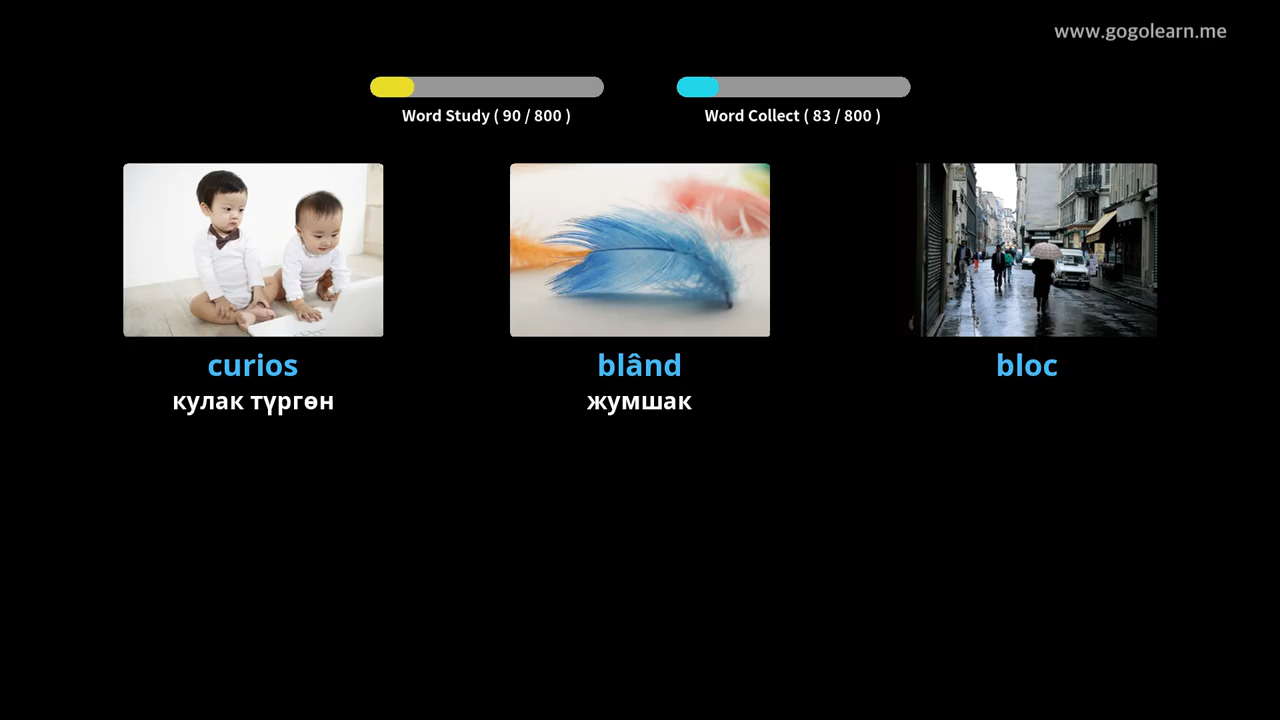 www.gogolearn.me
Word Study ( 90 / 800 )
Word Collect ( 83 / 800 )
curios
blând
bloc
кулак түргөн
жумшак